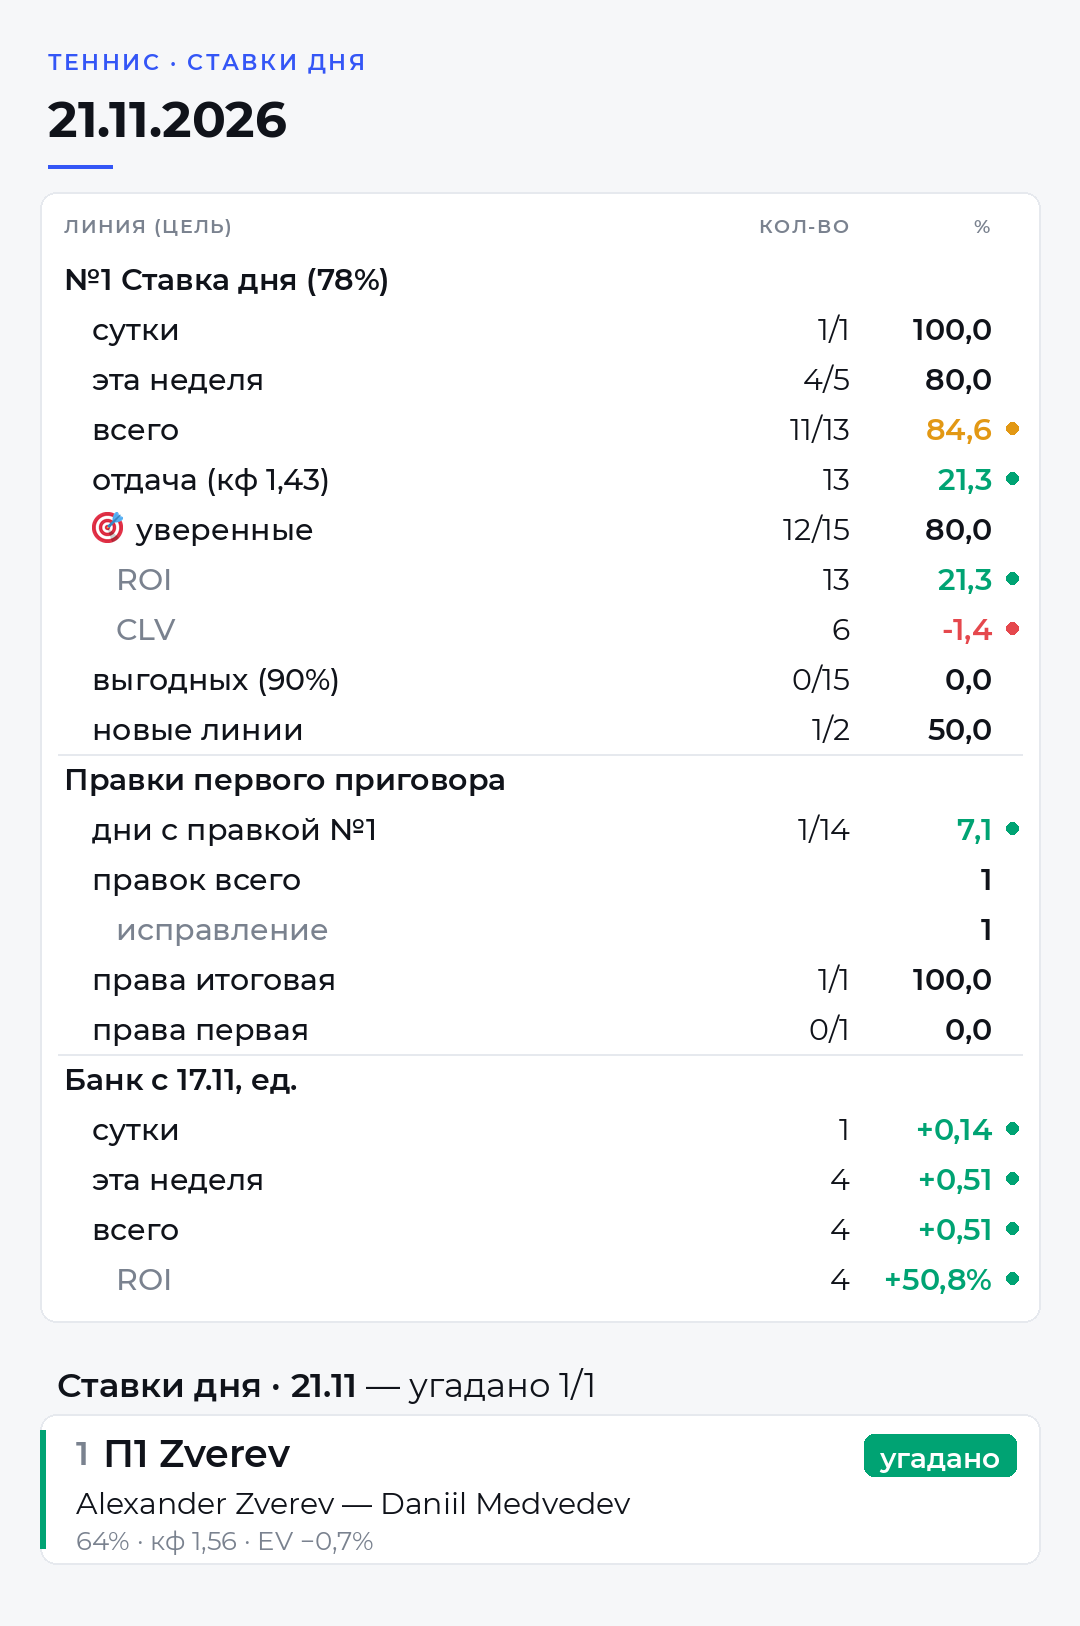 ТЕННИС · СТАВКИ ДНЯ
21.11.2026
ЛИНИЯ (ЦЕЛЬ) КОЛ-ВО %
№1 Ставка дня (78%)
сутки 1/1 100,0
эта неделя 4/5 80,0
всего 11/13 84,6
отдача (кф 1,43) 13 21,3
уверенные 12/15 80,0
ROI 13 21,3
CLV 6 -1,4
выгодных (90%) 0/15 0,0
новые линии 1/2 50,0
Правки первого приговора
дни с правкой №1 1/14 7,1
правок всего 1
исправление 1
права итоговая 1/1 100,0
права первая 0/1 0,0
Банк с 17.11, ед.
сутки 1 +0,14
эта неделя 4 +0,51
всего 4 +0,51
ROI 4 +50,8%
Ставки дня · 21.11 — угадано 1/1
1 П1 Zverev угадано
Alexander Zverev — Daniil Medvedev
64% · кф 1,56 · EV −0,7%